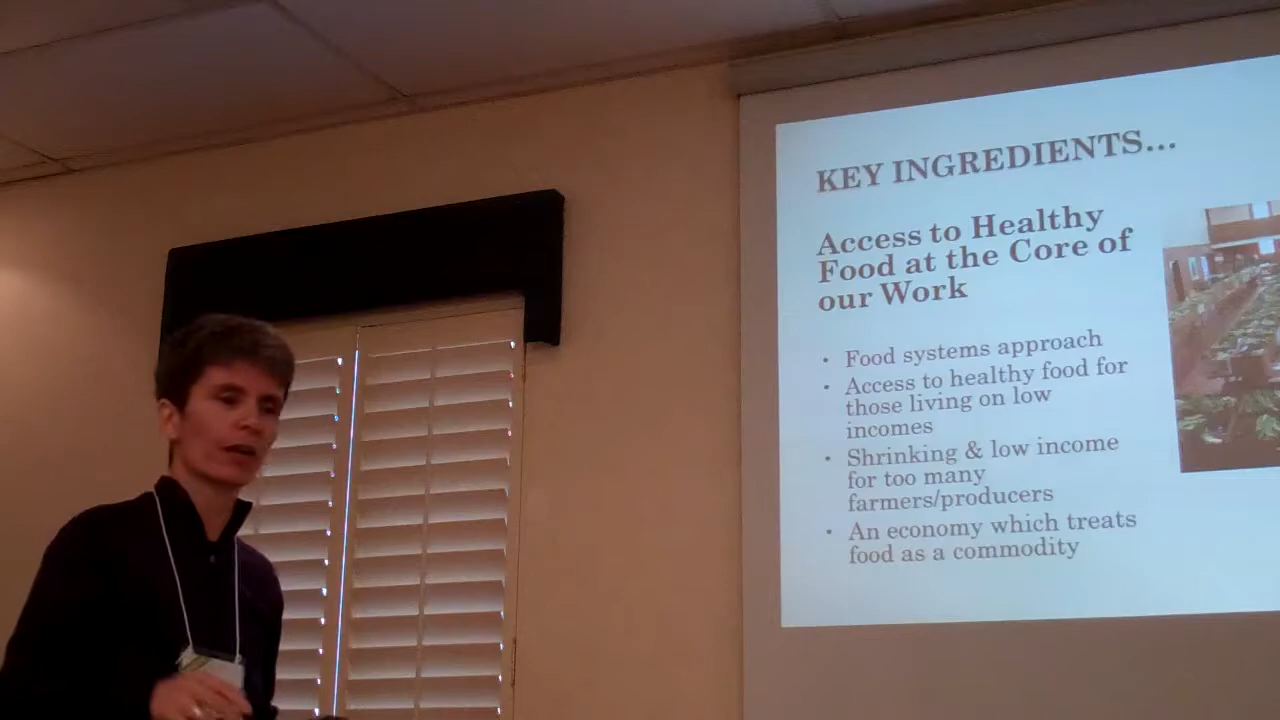 KEY INGREDIENTS...
Access to Healthy
Food at the Core of
our Work
• Food systems approach
• Access to healthy food for
those living on low
incomes
• Shrinking & low income
for too many
farmers/producers
• An economy which treats
food as a commodity